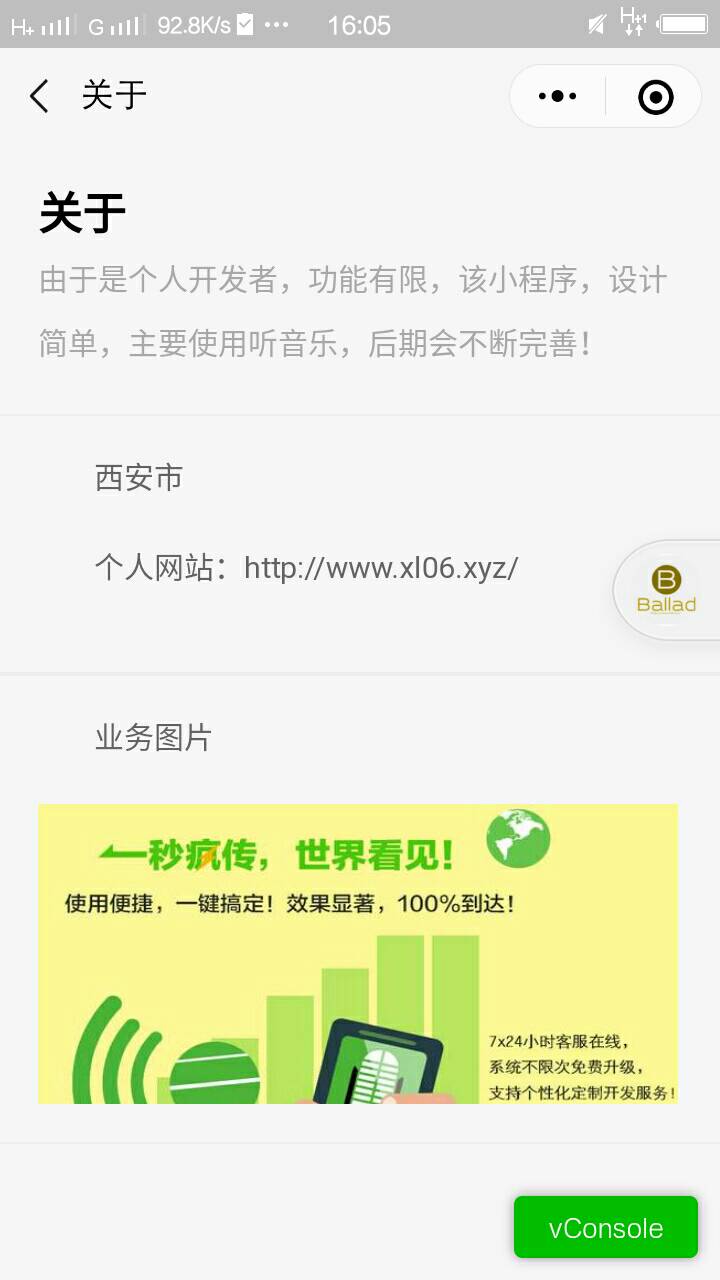 H+ G 92.8K/s 16:05 H+1
关于
关于
由于是个人开发者，功能有限，该小程序，设计
简单，主要使用听音乐，后期会不断完善！
西安市
个人网站：http://www.xl06.xyz/
B
Ballad
业务图片
一秒疯传，世界看见！
使用便捷，一键搞定！效果显著，100%到达！
7x24小时客服在线，
系统不限次免费升级，
支持个性化定制开发服务！
vConsole